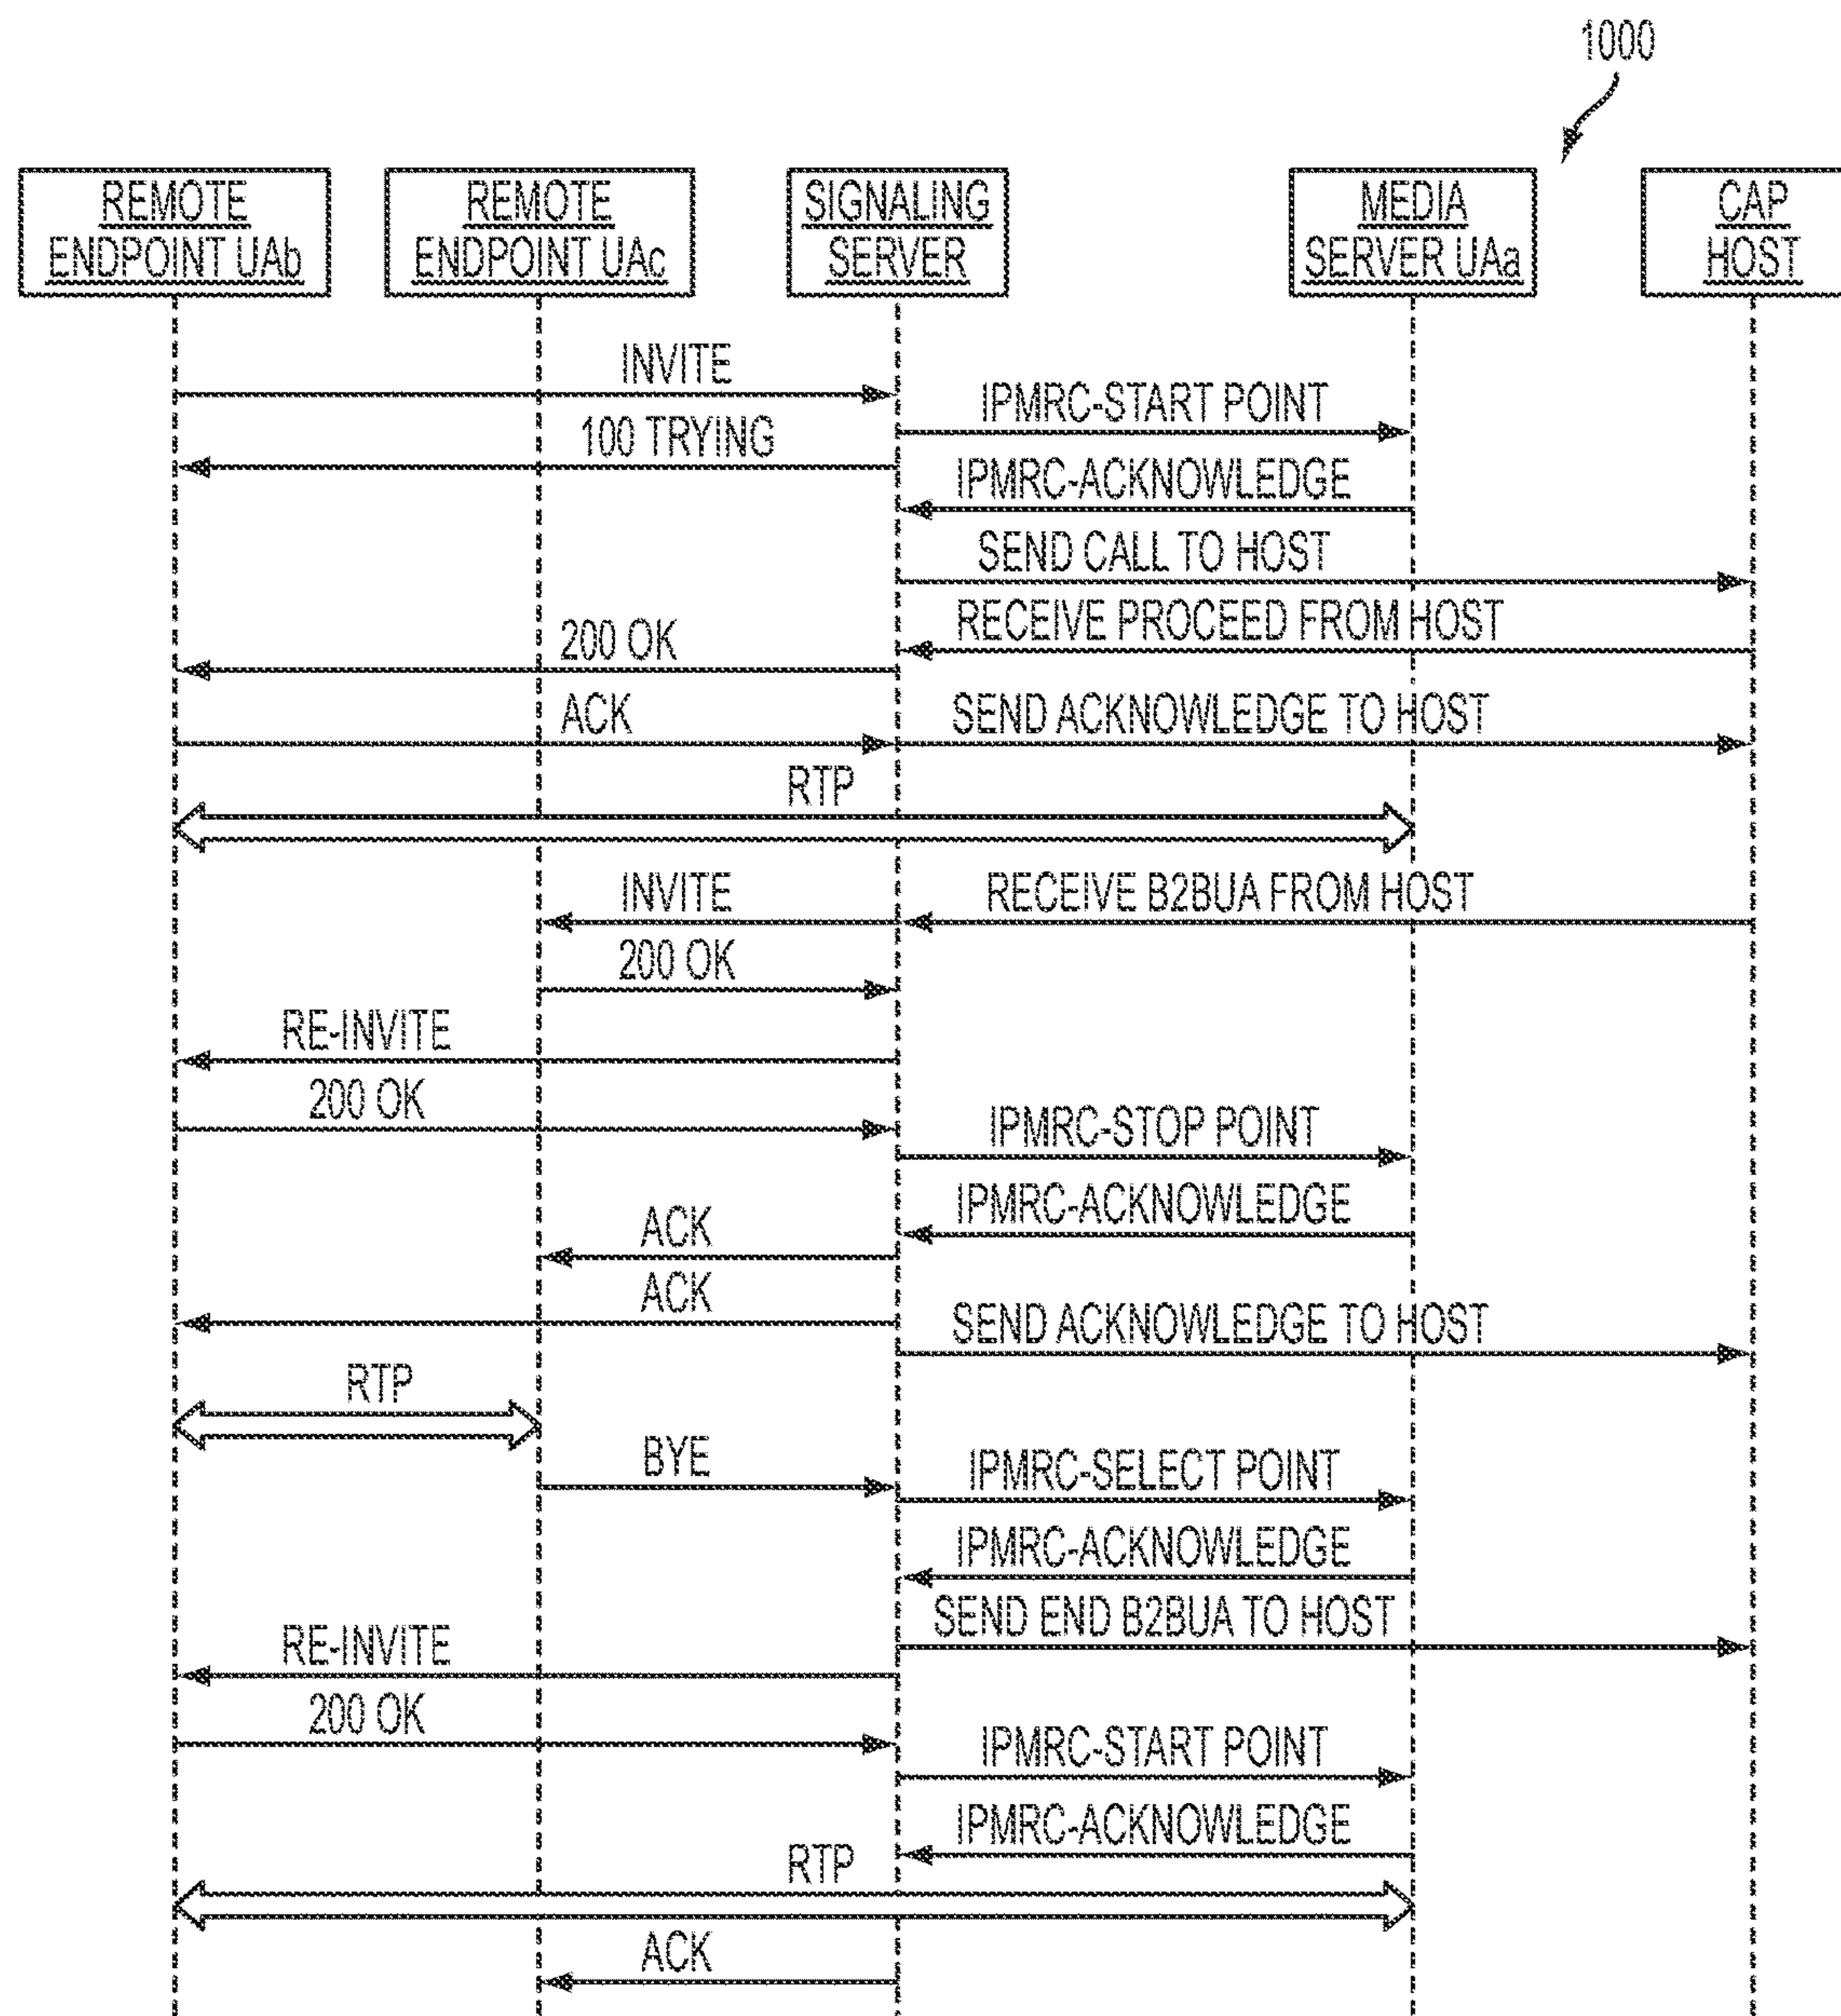 1000
REMOTE
ENDPOINT UAb
REMOTE
ENDPOINT UAc
SIGNALING
SERVER
MEDIA
SERVER UAa
CAP
HOST
INVITE
IPMRC-START POINT
100 TRYING
IPMRC-ACKNOWLEDGE
SEND CALL TO HOST
RECEIVE PROCEED FROM HOST
200 OK
ACK
SEND ACKNOWLEDGE TO HOST
RTP
INVITE
RECEIVE B2BUA FROM HOST
200 OK
RE-INVITE
200 OK
IPMRC-STOP POINT
IPMRC-ACKNOWLEDGE
ACK
ACK
SEND ACKNOWLEDGE TO HOST
RTP
BYE
IPMRC-SELECT POINT
IPMRC-ACKNOWLEDGE
SEND END B2BUA TO HOST
RE-INVITE
200 OK
IPMRC-START POINT
IPMRC-ACKNOWLEDGE
RTP
ACK